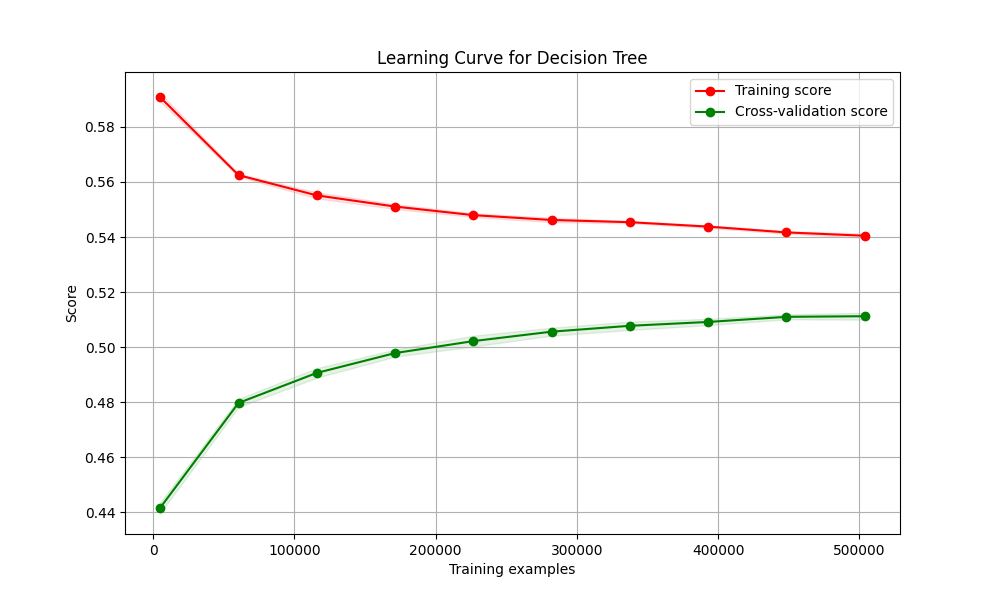 Learning Curve for Decision Tree
Training score
Cross-validation score
Score
0.58
0.56
0.54
0.52
0.50
0.48
0.46
0.44
0 100000 200000 300000 400000 500000
Training examples